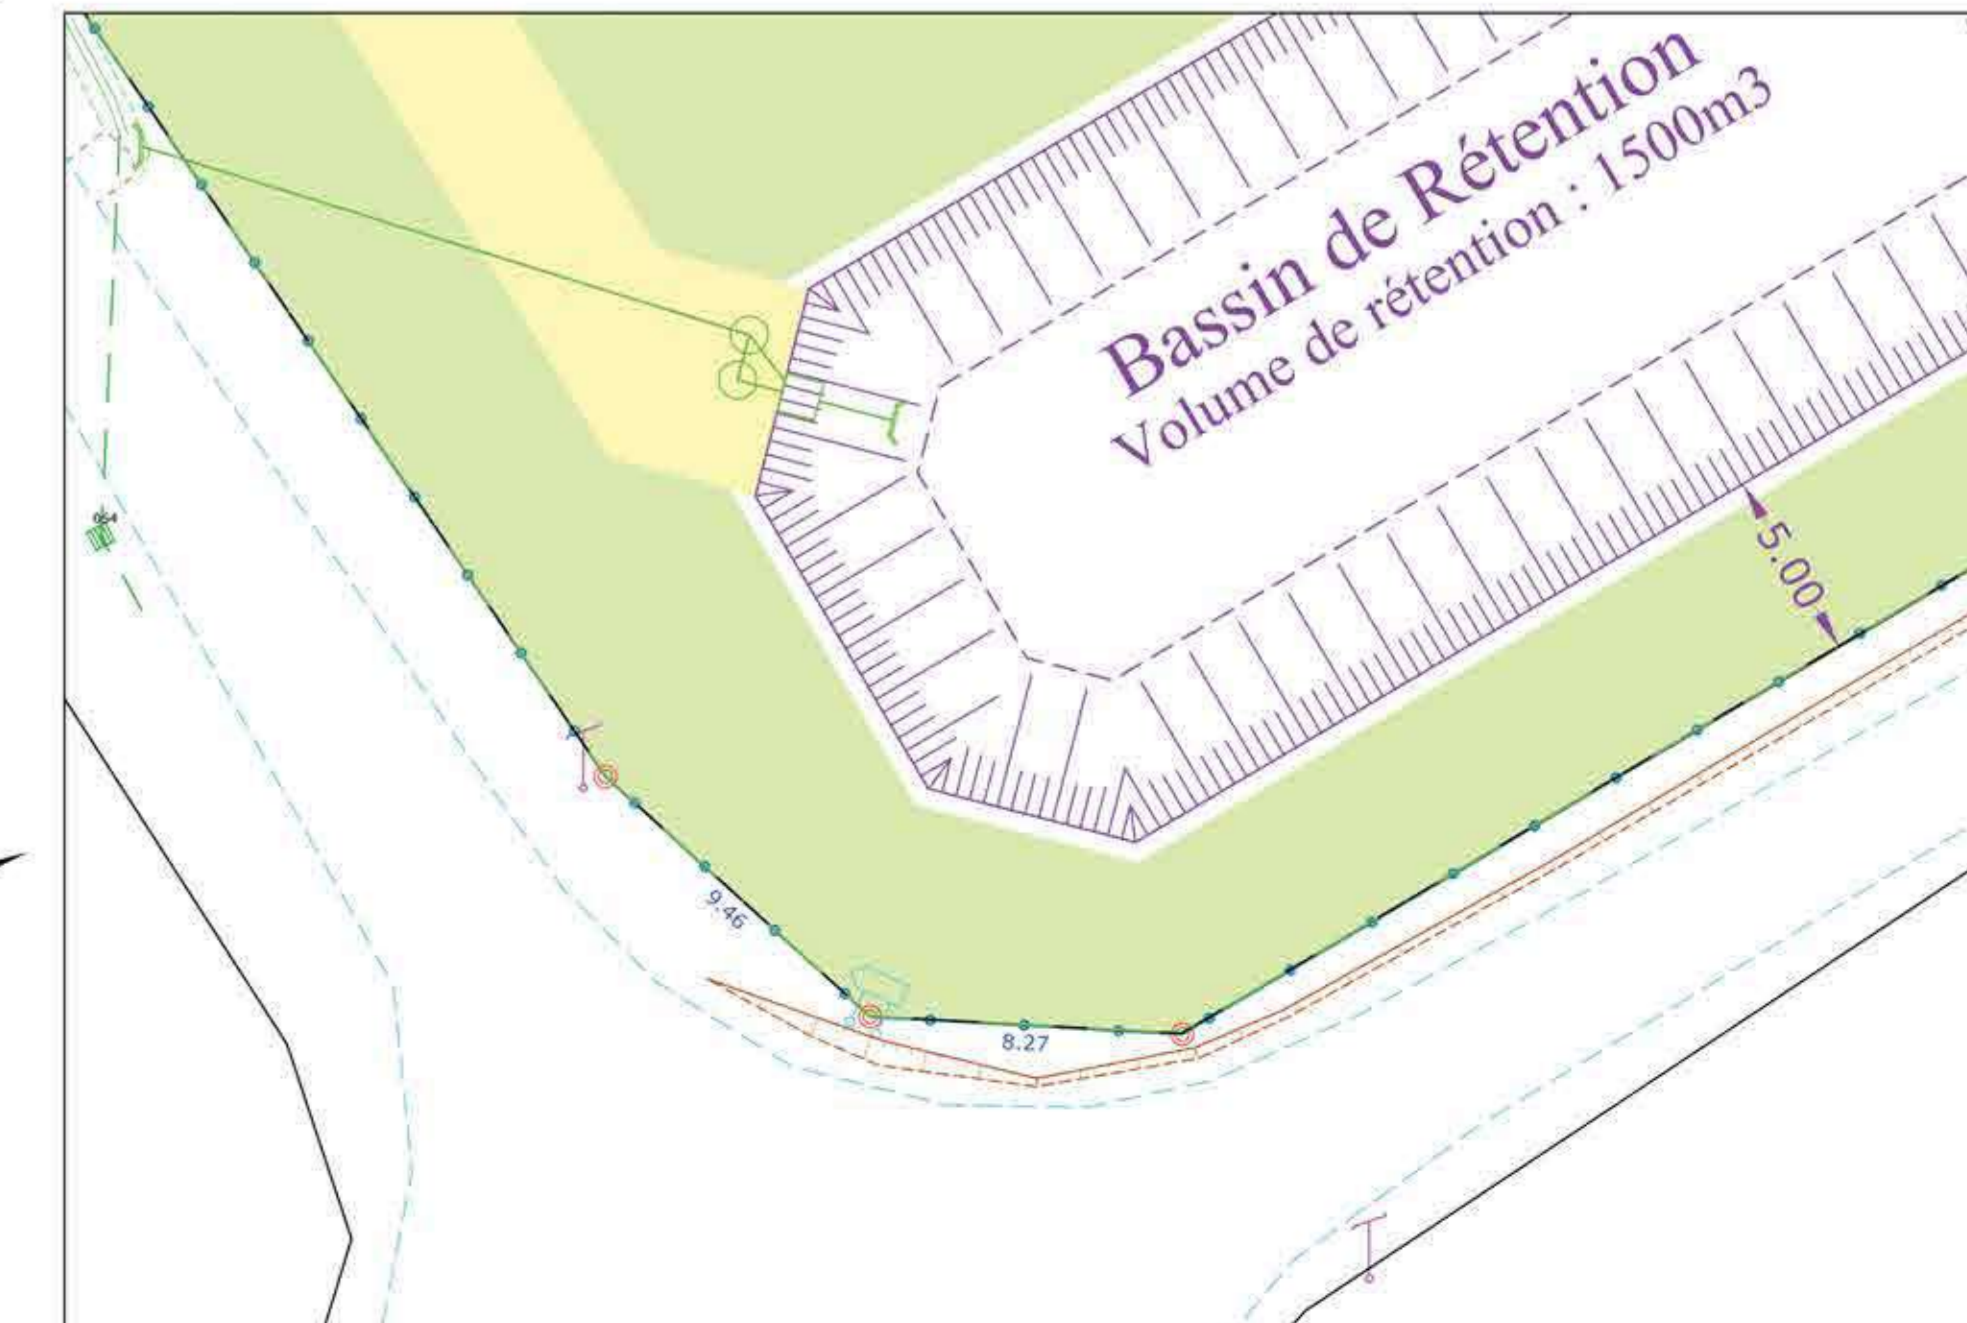 Bassin de Rétention
Volume de rétention : 1500m3
5.00
9.46
8.27